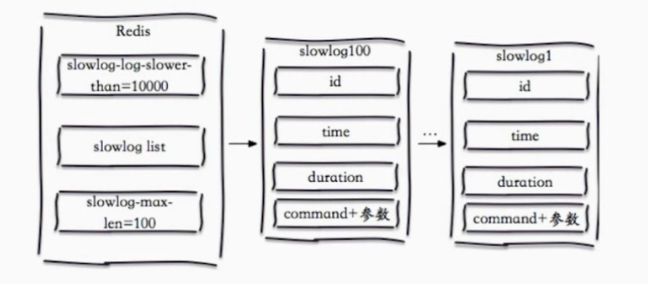 Redis
slowlog-log-slower-
than=10000
slowlog list
slowlog-max-
len=100
slowlog100
id
time
duration
command+参数
...
slowlog1
id
time
duration
command+参数